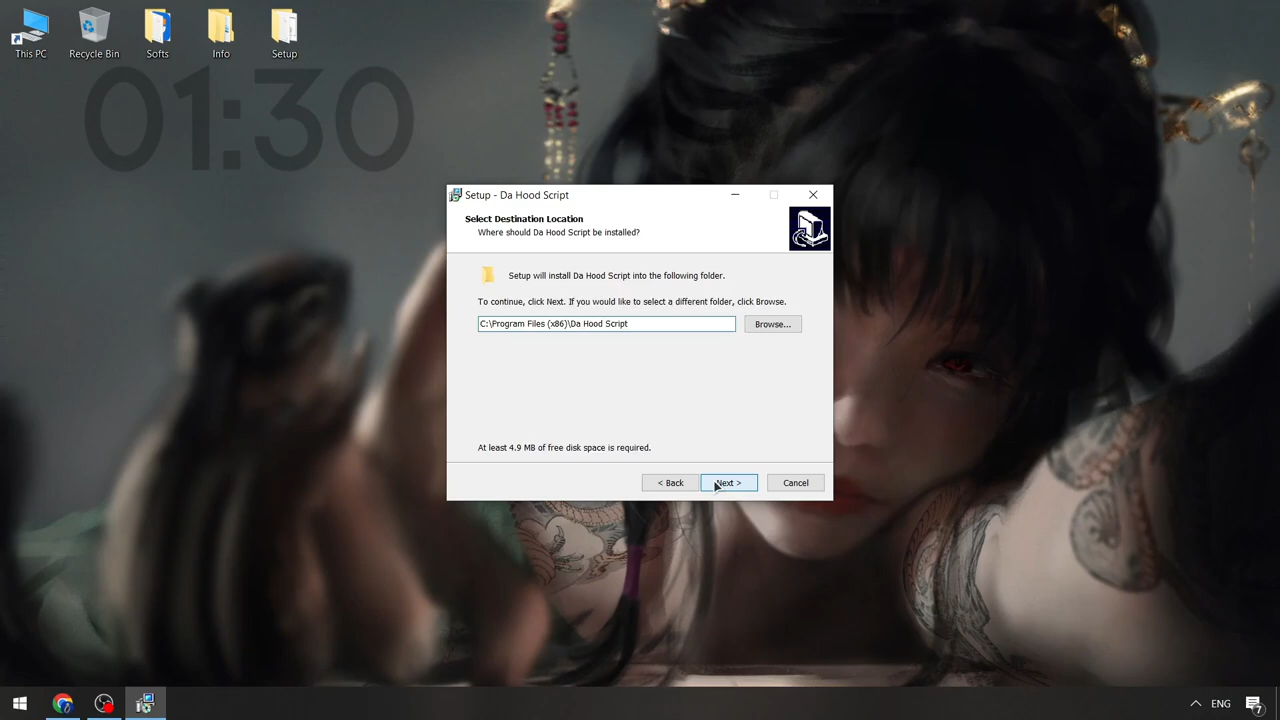 This PC
Recycle Bin
Softs
Info
Setup
01:30
Setup - Da Hood Script
Select Destination Location
Where should Da Hood Script be installed?
Setup will install Da Hood Script into the following folder.
To continue, click Next. If you would like to select a different folder, click Browse.
C:\Program Files (x86)\Da Hood Script
Browse...
At least 4.9 MB of free disk space is required.
< Back
Next >
Cancel
ENG
7